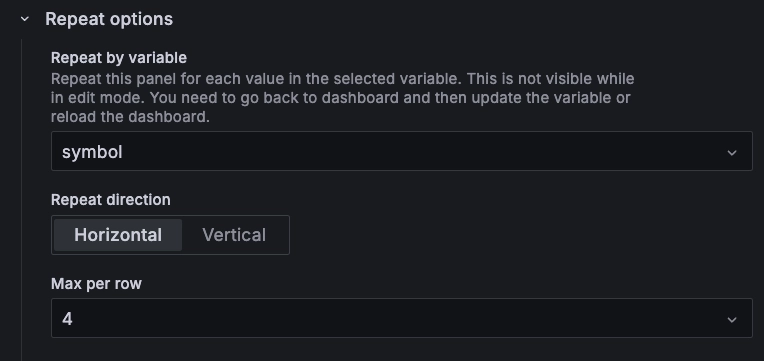 Repeat options
Repeat by variable
Repeat this panel for each value in the selected variable. This is not visible while
in edit mode. You need to go back to dashboard and then update the variable or
reload the dashboard.
symbol
Repeat direction
Horizontal Vertical
Max per row
4